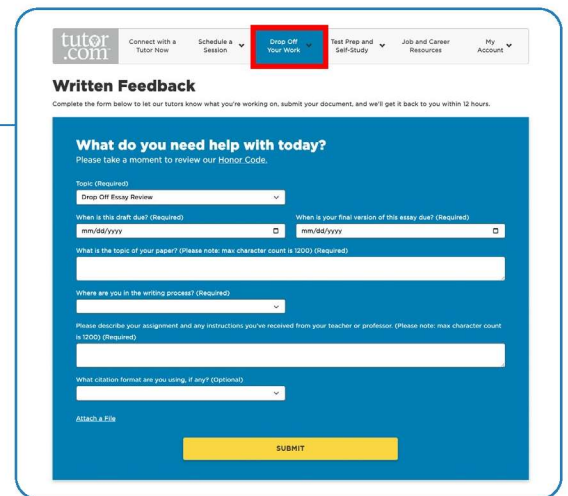 tutor
.com
Connect with a
Tutor Now
Schedule a
Session
Drop Off
Your Work
Test Prep and
Self-Study
Job and Career
Resources
My
Account
Written Feedback
Complete the form below to let our tutors know what you're working on, submit your document, and we'll get it back to you within 12 hours.
What do you need help with today?
Please take a moment to review our Honor Code.
Topic (Required)
Drop Off Essay Review
When is this draft due? (Required)
When is your final version of this essay due? (Required)
mm/dd/yyyy
mm/dd/yyyy
What is the topic of your paper? (Please note: max character count is 1200) (Required)
Where are you in the writing process? (Required)
Please describe your assignment and any instructions you've received from your teacher or professor. (Please note: max character count
is 1200) (Required)
What citation format are you using, if any? (Optional)
Attach a File
SUBMIT